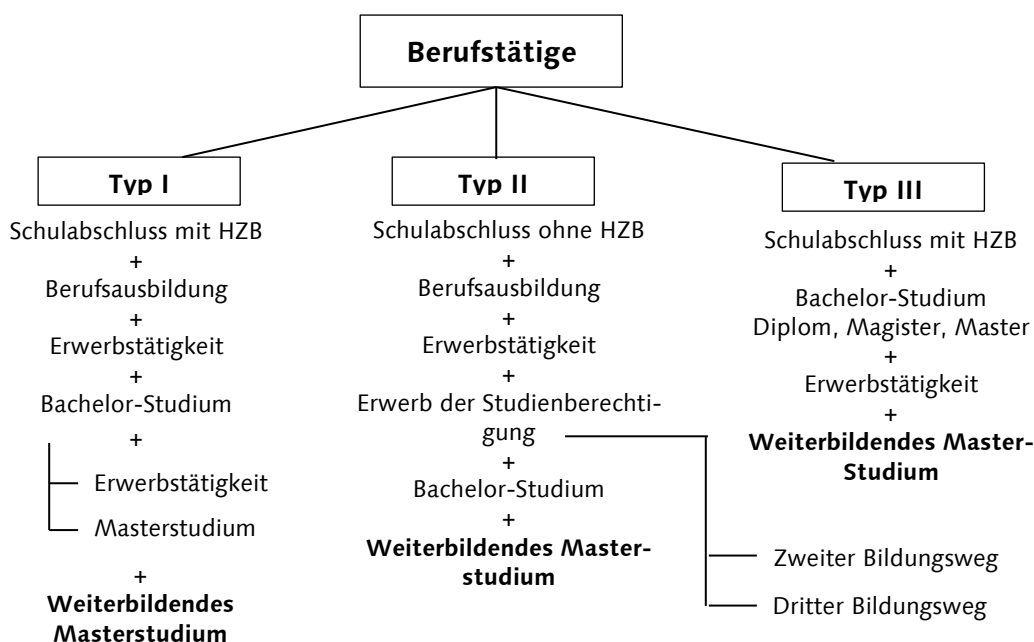 Berufstätige
Typ I
Schulabschluss mit HZB
+
Berufsausbildung
+
Erwerbstätigkeit
+
Bachelor-Studium
+
Erwerbstätigkeit
Masterstudium
+
Weiterbildendes
Masterstudium
Typ II
Schulabschluss ohne HZB
+
Berufsausbildung
+
Erwerbstätigkeit
+
Erwerb der Studienberechti-
gung
+
Bachelor-Studium
+
Weiterbildendes Master-
studium
Zweiter Bildungsweg
Dritter Bildungsweg
Typ III
Schulabschluss mit HZB
+
Bachelor-Studium
Diplom, Magister, Master
+
Erwerbstätigkeit
+
Weiterbildendes Master-
Studium